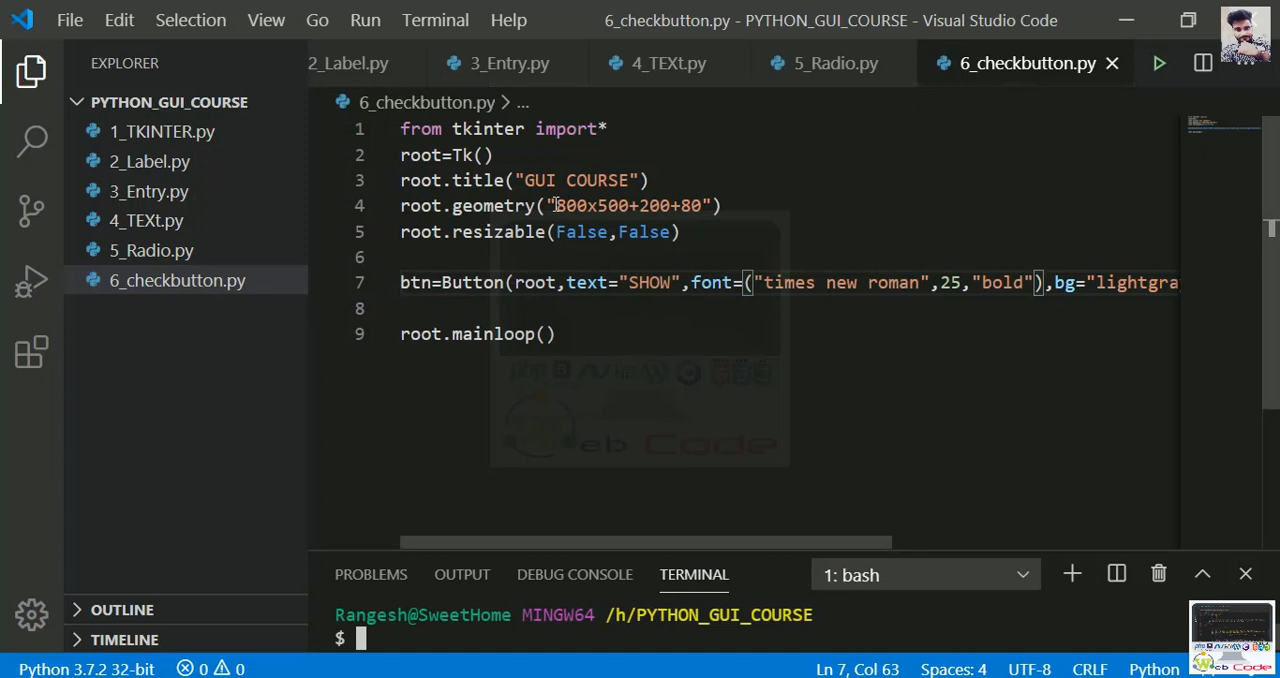 File Edit Selection View Go Run Terminal Help 6_checkbutton.py - PYTHON_GUI_COURSE - Visual Studio Code
EXPLORER
2_Label.py 3_Entry.py 4_TEXt.py 5_Radio.py 6_checkbutton.py
PYTHON_GUI_COURSE
1_TKINTER.py
2_Label.py
3_Entry.py
4_TEXt.py
5_Radio.py
6_checkbutton.py
OUTLINE
TIMELINE
6_checkbutton.py > ...
1 from tkinter import*
2 root=Tk()
3 root.title("GUI COURSE")
4 root.geometry("800x500+200+80")
5 root.resizable(False,False)
6
7 btn=Button(root,text="SHOW",font=("times new roman",25,"bold"),bg="lightgra
8
9 root.mainloop()
php
eb Code
PROBLEMS OUTPUT DEBUG CONSOLE TERMINAL 1: bash
Rangesh@SweetHome MINGW64 /h/PYTHON_GUI_COURSE
$
Python 3.7.2 32-bit 0 0 Ln 7, Col 63 Spaces: 4 UTF-8 CRLF Python
eb Code